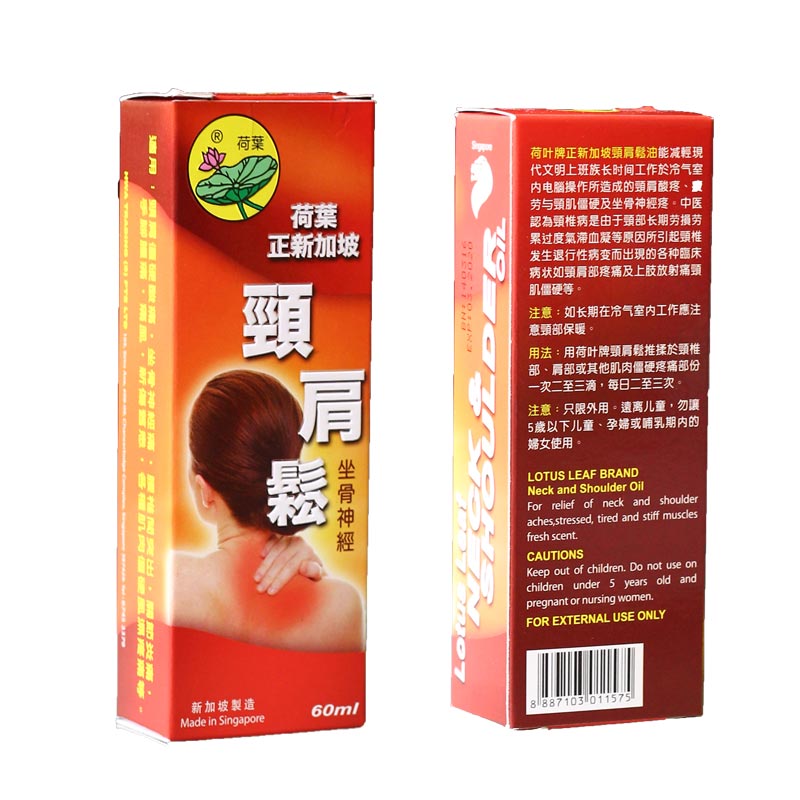 ®
荷葉
荷葉
正新加坡
頸
肩
鬆
坐骨神經
新加坡製造
Made in Singapore
60ml
Singapore
Lotus Leaf
NECK &
SHOULDER
OIL
BN:140516
EXP:05-2020
荷叶牌正新加坡頸肩鬆油能减輕現
代文明上班族长时间工作於冷气室
内电腦操作所造成的頸肩酸疼、疲
劳与頸肌僵硬及坐骨神經疼。中医
認為頸椎病是由于頸部长期劳損劳
累过度氣滞血凝等原因所引起頸椎
发生退行性病变而出現的各种臨床
病状如頸肩部疼痛及上肢放射痛頸
肌僵硬等。
注意：如长期在冷气室内工作應注
意頸部保暖。
用法：用荷叶牌頸肩鬆推揉於頸椎
部、肩部或其他肌肉僵硬疼痛部份
一次二至三滴，每日二至三次。
注意：只限外用。遠离儿童，勿讓
5歲以下儿童、孕婦或哺乳期内的
婦女使用。
LOTUS LEAF BRAND
Neck and Shoulder Oil
For relief of neck and shoulder
aches,stressed, tired and stiff muscles
fresh scent.
CAUTIONS
Keep out of children. Do not use on
children under 5 years old and
pregnant or nursing women.
FOR EXTERNAL USE ONLY
8 887103 011575